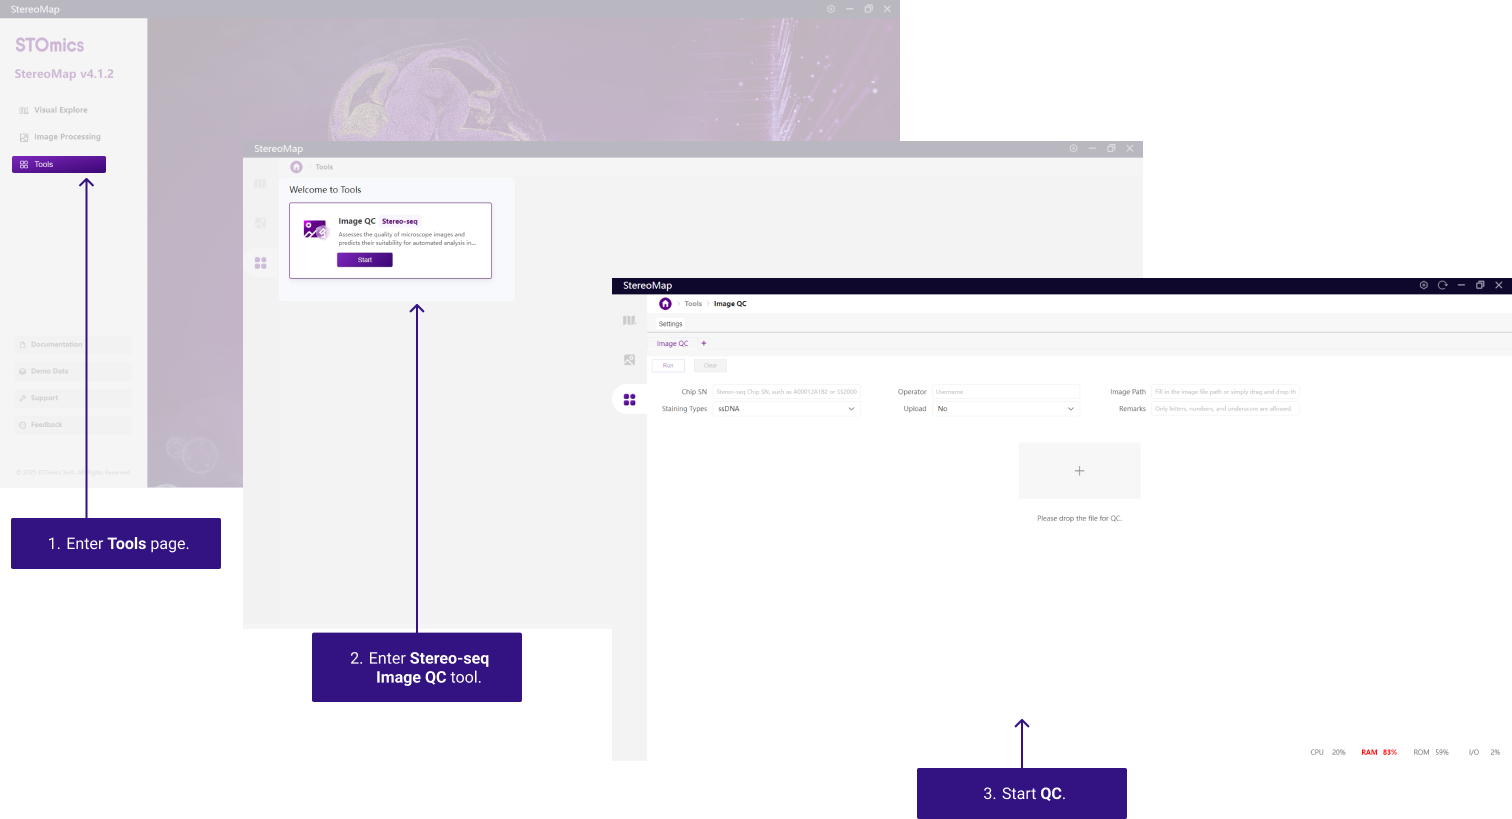 StereoMap
STOmics
StereoMap v4.1.2
Visual Explore
Image Processing
Tools
Documentation
Demo Data
Support
Feedback
© 2025 STOmics Tech. All Rights Reserved.
1. Enter Tools page.
StereoMap
Tools
Welcome to Tools
Image QC Stereo-seq
Assesses the quality of microscope images and
predicts their suitability for automated analysis in...
Start
2. Enter Stereo-seq
Image QC tool.
StereoMap
Tools > Image QC
Settings
Image QC +
Run Clear
Chip SN Stereo-seq Chip SN, such as A00012A1B2 or SS2000 Operator Username Image Path Fill in the image file path or simply drag and drop th
Staining Types ssDNA Upload No Remarks Only letters, numbers, and underscore are allowed.
+
Please drop the file for QC.
CPU 20% RAM 83% ROM 59% I/O 2%
3. Start QC.